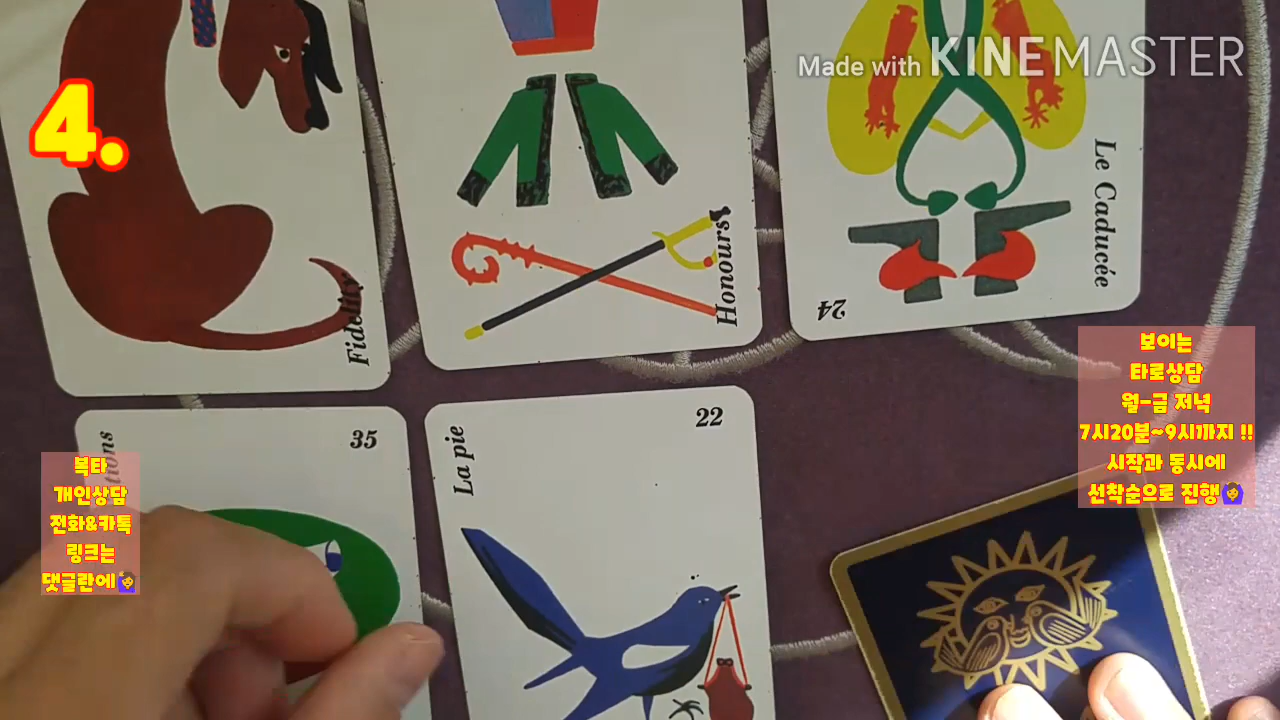 Made with KINEMASTER
4.
Fidelity
Honours
Le Caducée
24
35
22
La pie
보이는
타로상담
월-금 저녁
7시20분~9시까지 !!
시작과 동시에
선착순으로 진행🙆‍♀️
복타
개인상담
전화&카톡
링크는
댓글란에🙋‍♀️